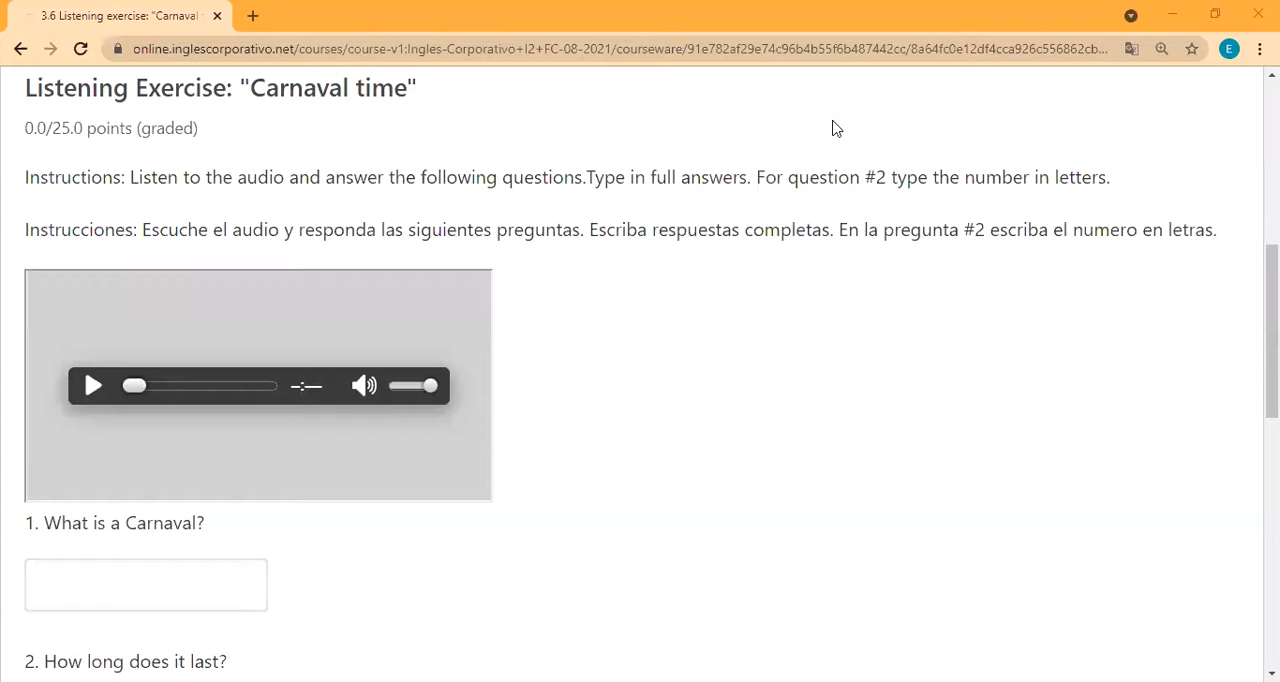 3.6 Listening exercise: "Carnaval
online.inglescorporativo.net/courses/course-v1:Ingles-Corporativo+I2+FC-08-2021/courseware/91e782af29e74c96b4b55f6b487442cc/8a64fc0e12df4cca926c556862cb...
E
Listening Exercise: "Carnaval time"
0.0/25.0 points (graded)
Instructions: Listen to the audio and answer the following questions.Type in full answers. For question #2 type the number in letters.
Instrucciones: Escuche el audio y responda las siguientes preguntas. Escriba respuestas completas. En la pregunta #2 escriba el numero en letras.
-:--
1. What is a Carnaval?
2. How long does it last?